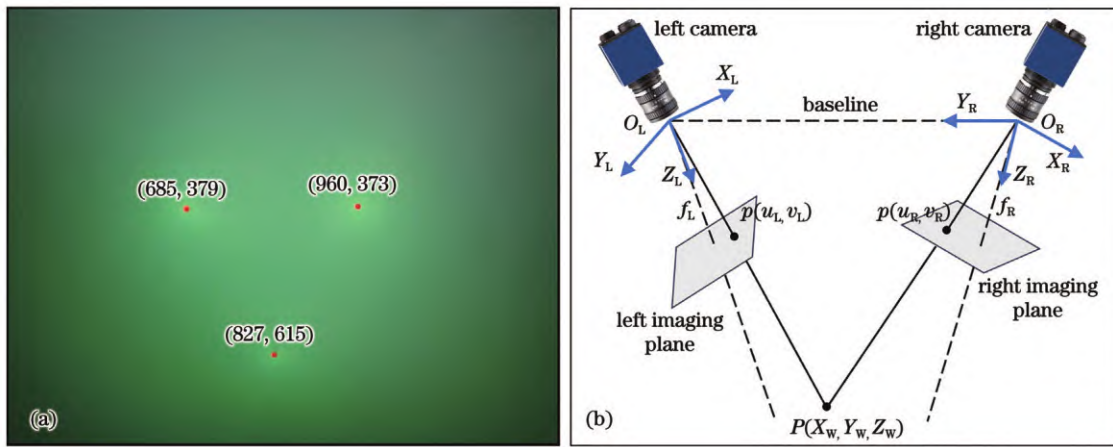 (685, 379)
(960, 373)
(827, 615)
(a)
left camera
right camera
X_L
baseline
Y_R
O_L
O_R
Y_L
Z_L
X_R
Z_R
f_L
p(u_L, v_L)
p(u_R, v_R)
f_R
right imaging
plane
left imaging
plane
(b)
P(X_W, Y_W, Z_W)